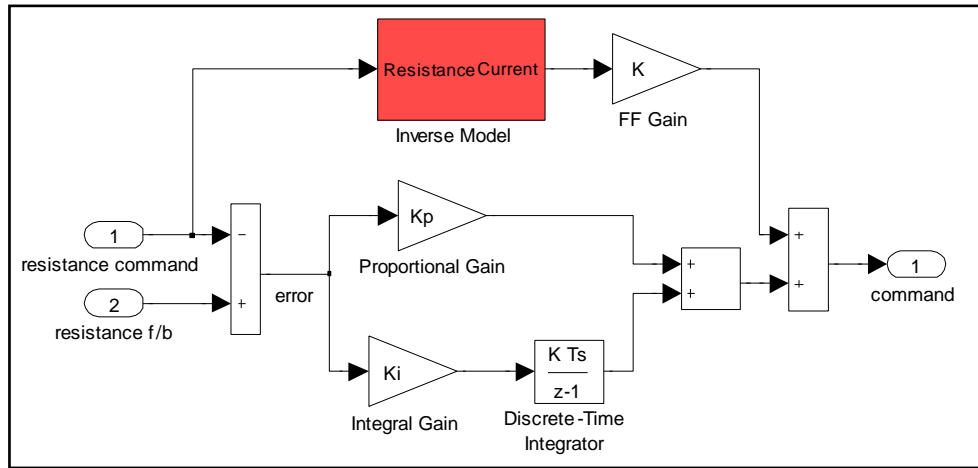 Resistance Current
Inverse Model
K
FF Gain
1
resistance command
2
resistance f/b
−
+
error
Kp
Proportional Gain
Ki
Integral Gain
K Ts
z-1
Discrete-Time
Integrator
+
+
+
+
1
command